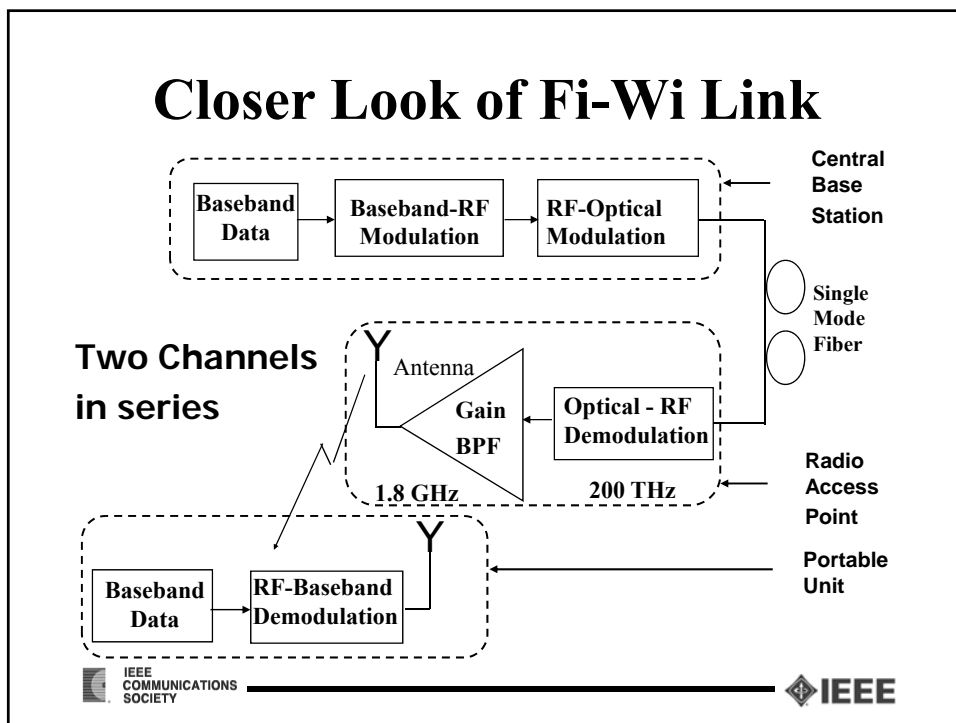 Closer Look of Fi-Wi Link
Central
Base
Station
Baseband
Data
Baseband-RF
Modulation
RF-Optical
Modulation
Single
Mode
Fiber
Two Channels
in series
Antenna
Gain
BPF
Optical - RF
Demodulation
1.8 GHz
200 THz
Radio
Access
Point
Portable
Unit
Baseband
Data
RF-Baseband
Demodulation
IEEE
COMMUNICATIONS
SOCIETY
IEEE